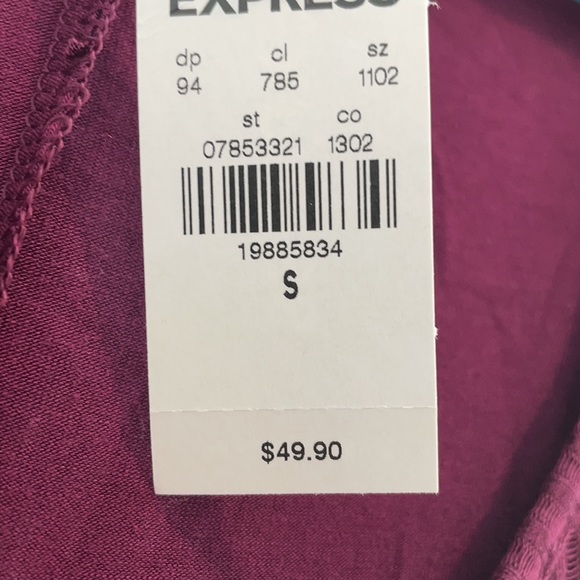 EXPRESS
dp cl sz
94 785 1102
st co
07853321 1302
19885834
S
$49.90